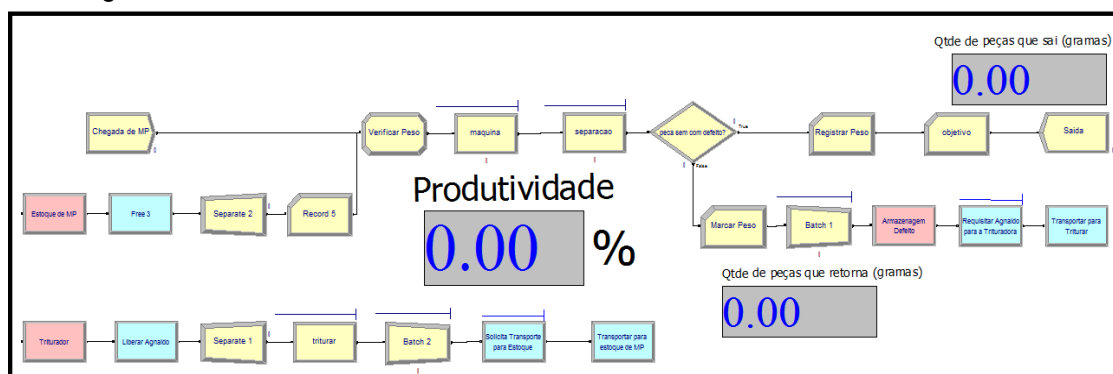 Qtde de peças que sai (gramas)
0.00
Chegada de MP
Verificar Peso
maquina
separacao
peca sem com defeito?
True
False
Registrar Peso
objetivo
Saida
Estoque de MP
Free 3
Separate 2
Record 5
Produtividade
0.00 %
Marcar Peso
Batch 1
Armazenagem
Defeito
Requisitar Agnaldo
para a Trituradora
Transportar para
Triturar
Qtde de peças que retorna (gramas)
0.00
Triturador
Liberar Agnaldo
Separate 1
triturar
Batch 2
Solicita Transporte
para Estoque
Transportar para
estoque de MP